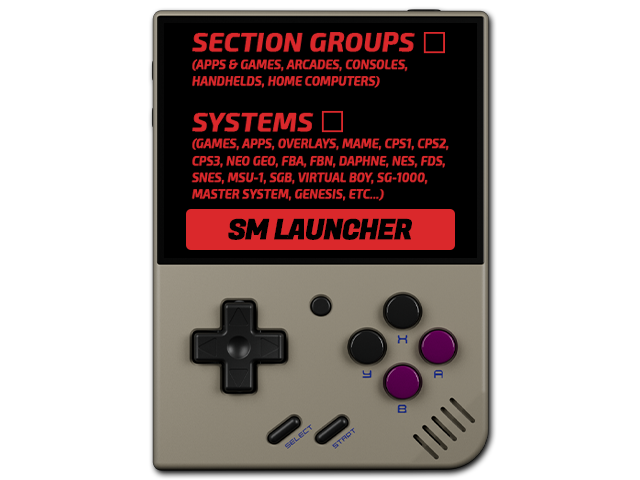 SECTION GROUPS □
(APPS & GAMES, ARCADES, CONSOLES,
HANDHELDS, HOME COMPUTERS)
SYSTEMS □
(GAMES, APPS, OVERLAYS, MAME, CPS1, CPS2,
CPS3, NEO GEO, FBA, FBN, DAPHNE, NES, FDS,
SNES, MSU-1, SGB, VIRTUAL BOY, SG-1000,
MASTER SYSTEM, GENESIS, ETC...)
SM LAUNCHER
X
Y A
B
SELECT START